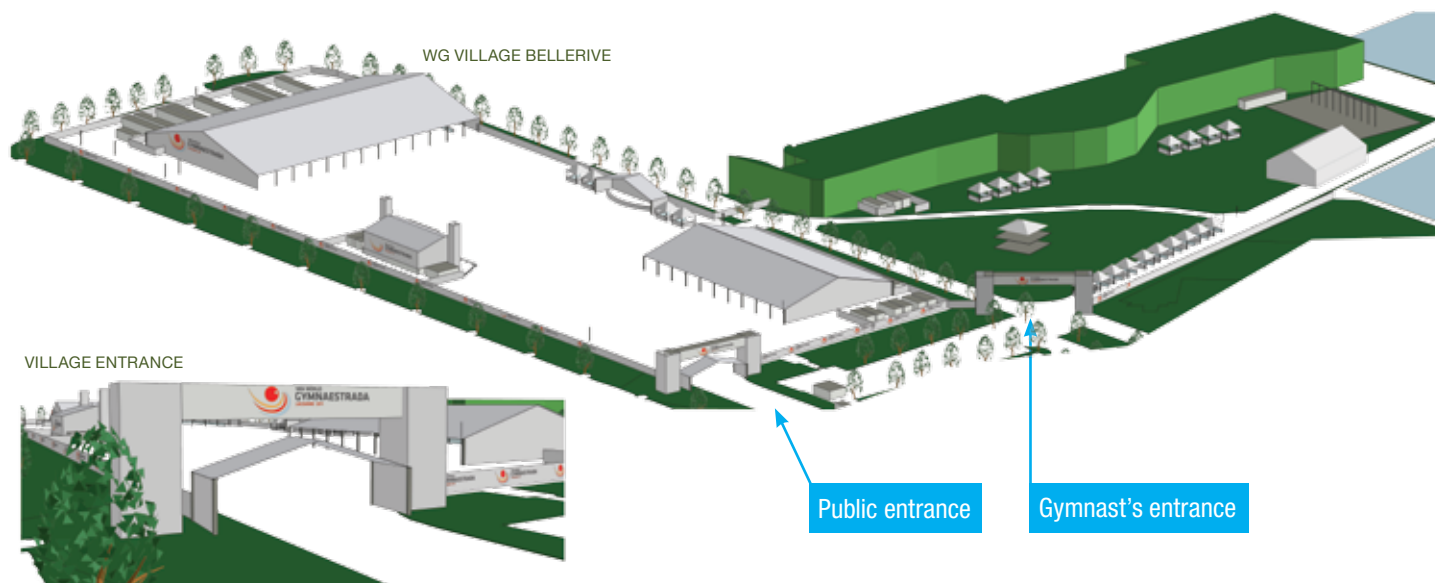 WG VILLAGE BELLERIVE
VILLAGE ENTRANCE
GYMNAESTRADA
Public entrance
Gymnast's entrance